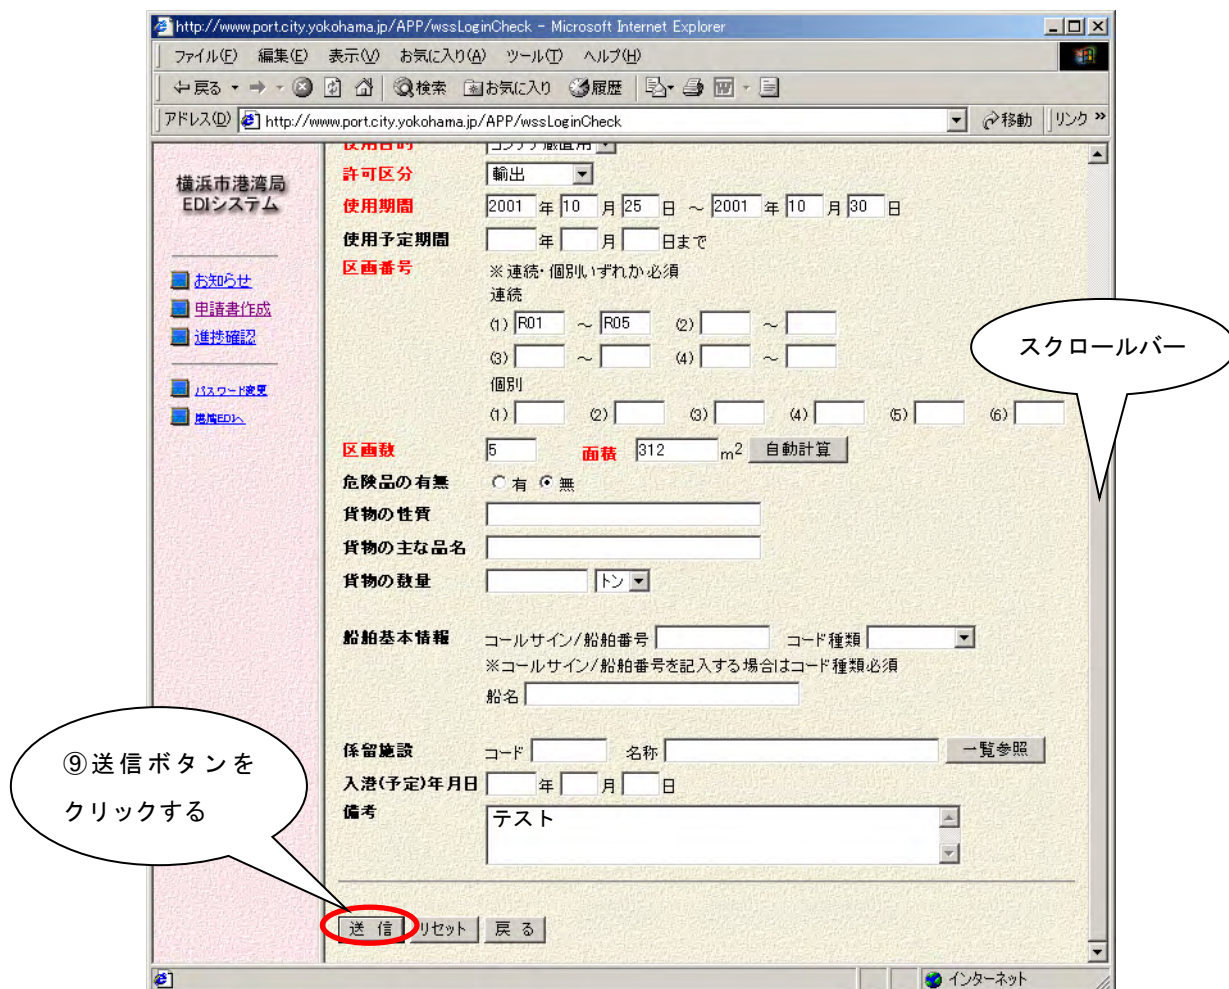 http://www.port.city.yokohama.jp/APP/wssLoginCheck - Microsoft Internet Explorer
ファイル(F) 編集(E) 表示(V) お気に入り(A) ツール(T) ヘルプ(H)
戻る 検索 お気に入り 履歴
アドレス(D) http://www.port.city.yokohama.jp/APP/wssLoginCheck 移動 リンク »
横浜市港湾局
EDIシステム
お知らせ
申請書作成
進捗確認
パスワード変更
港湾EDIへ
使用目的 コンテナ蔵置用
許可区分 輸出
使用期間 2001 年 10 月 25 日 ～ 2001 年 10 月 30 日
使用予定期間 年 月 日まで
区画番号 ※連続・個別いずれか必須
連続
(1) R01 ～ R05 (2) ～
(3) ～ (4) ～
個別
(1) (2) (3) (4) (5) (6)
区画数 5 面積 312 m2 自動計算
危険品の有無 有 無
貨物の性質
貨物の主な品名
貨物の数量 トン
船舶基本情報 コールサイン/船舶番号 コード種類
※コールサイン/船舶番号を記入する場合はコード種類必須
船名
係留施設 コード 名称 一覧参照
入港(予定)年月日 年 月 日
備考 テスト
送 信 リセット 戻 る
インターネット
スクロールバー
⑨送信ボタンを
クリックする